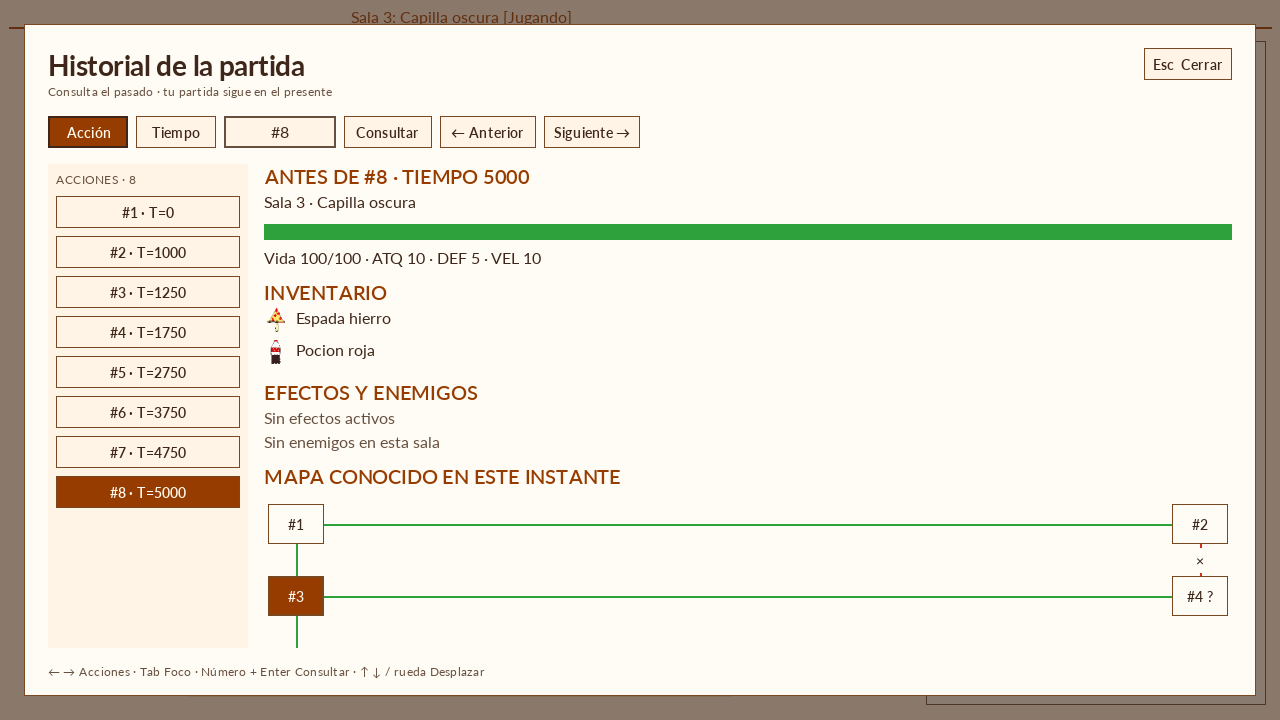 Sala 3: Capilla oscura [Jugando]
Historial de la partida
Consulta el pasado · tu partida sigue en el presente
Esc Cerrar
Acción
Tiempo
#8
Consultar
← Anterior
Siguiente →
ACCIONES · 8
#1 · T=0
#2 · T=1000
#3 · T=1250
#4 · T=1750
#5 · T=2750
#6 · T=3750
#7 · T=4750
#8 · T=5000
ANTES DE #8 · TIEMPO 5000
Sala 3 · Capilla oscura
Vida 100/100 · ATQ 10 · DEF 5 · VEL 10
INVENTARIO
Espada hierro
Pocion roja
EFECTOS Y ENEMIGOS
Sin efectos activos
Sin enemigos en esta sala
MAPA CONOCIDO EN ESTE INSTANTE
#1
#2
×
#3
#4 ?
← → Acciones · Tab Foco · Número + Enter Consultar · ↑ ↓ / rueda Desplazar